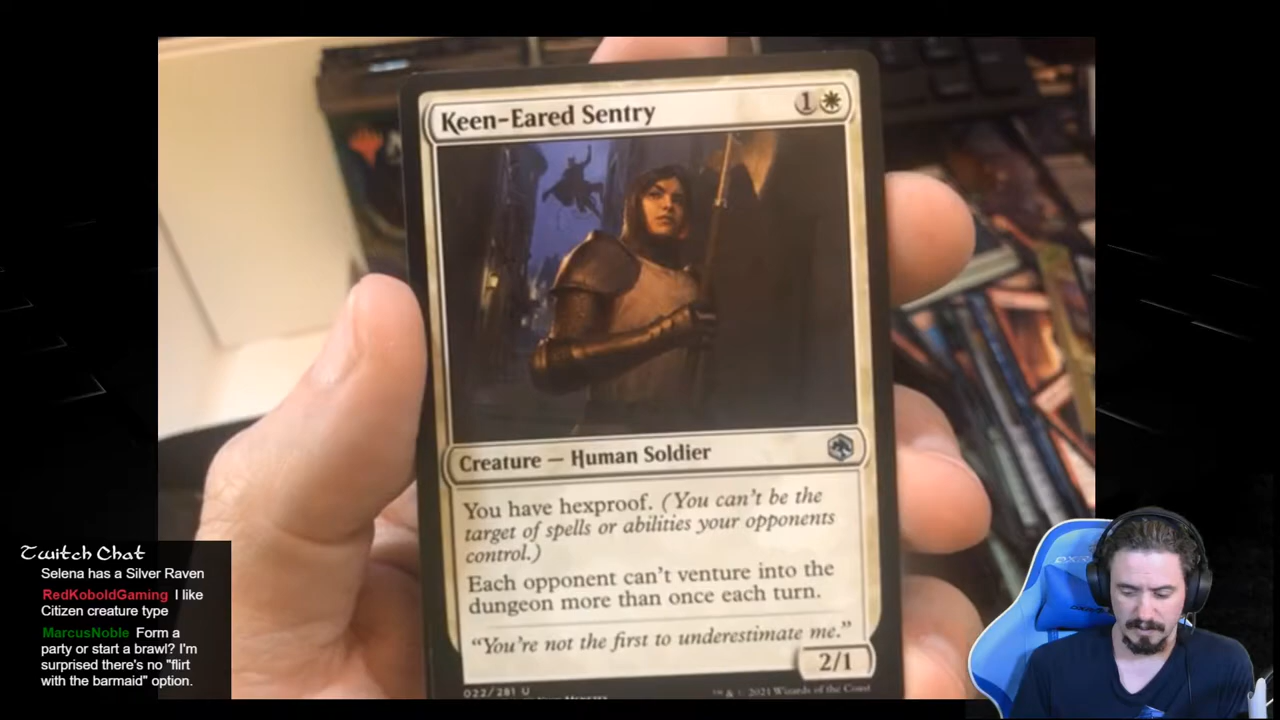 Keen-Eared Sentry
1
Creature — Human Soldier
You have hexproof. (You can't be the
target of spells or abilities your opponents
control.)
Each opponent can't venture into the
dungeon more than once each turn.
"You're not the first to underestimate me."
2/1
022/281 U
™ & © 2021 Wizards of the Coast
Twitch Chat
Selena has a Silver Raven
RedKoboldGaming I like
Citizen creature type
MarcusNoble Form a
party or start a brawl? I'm
surprised there's no "flirt
with the barmaid" option.